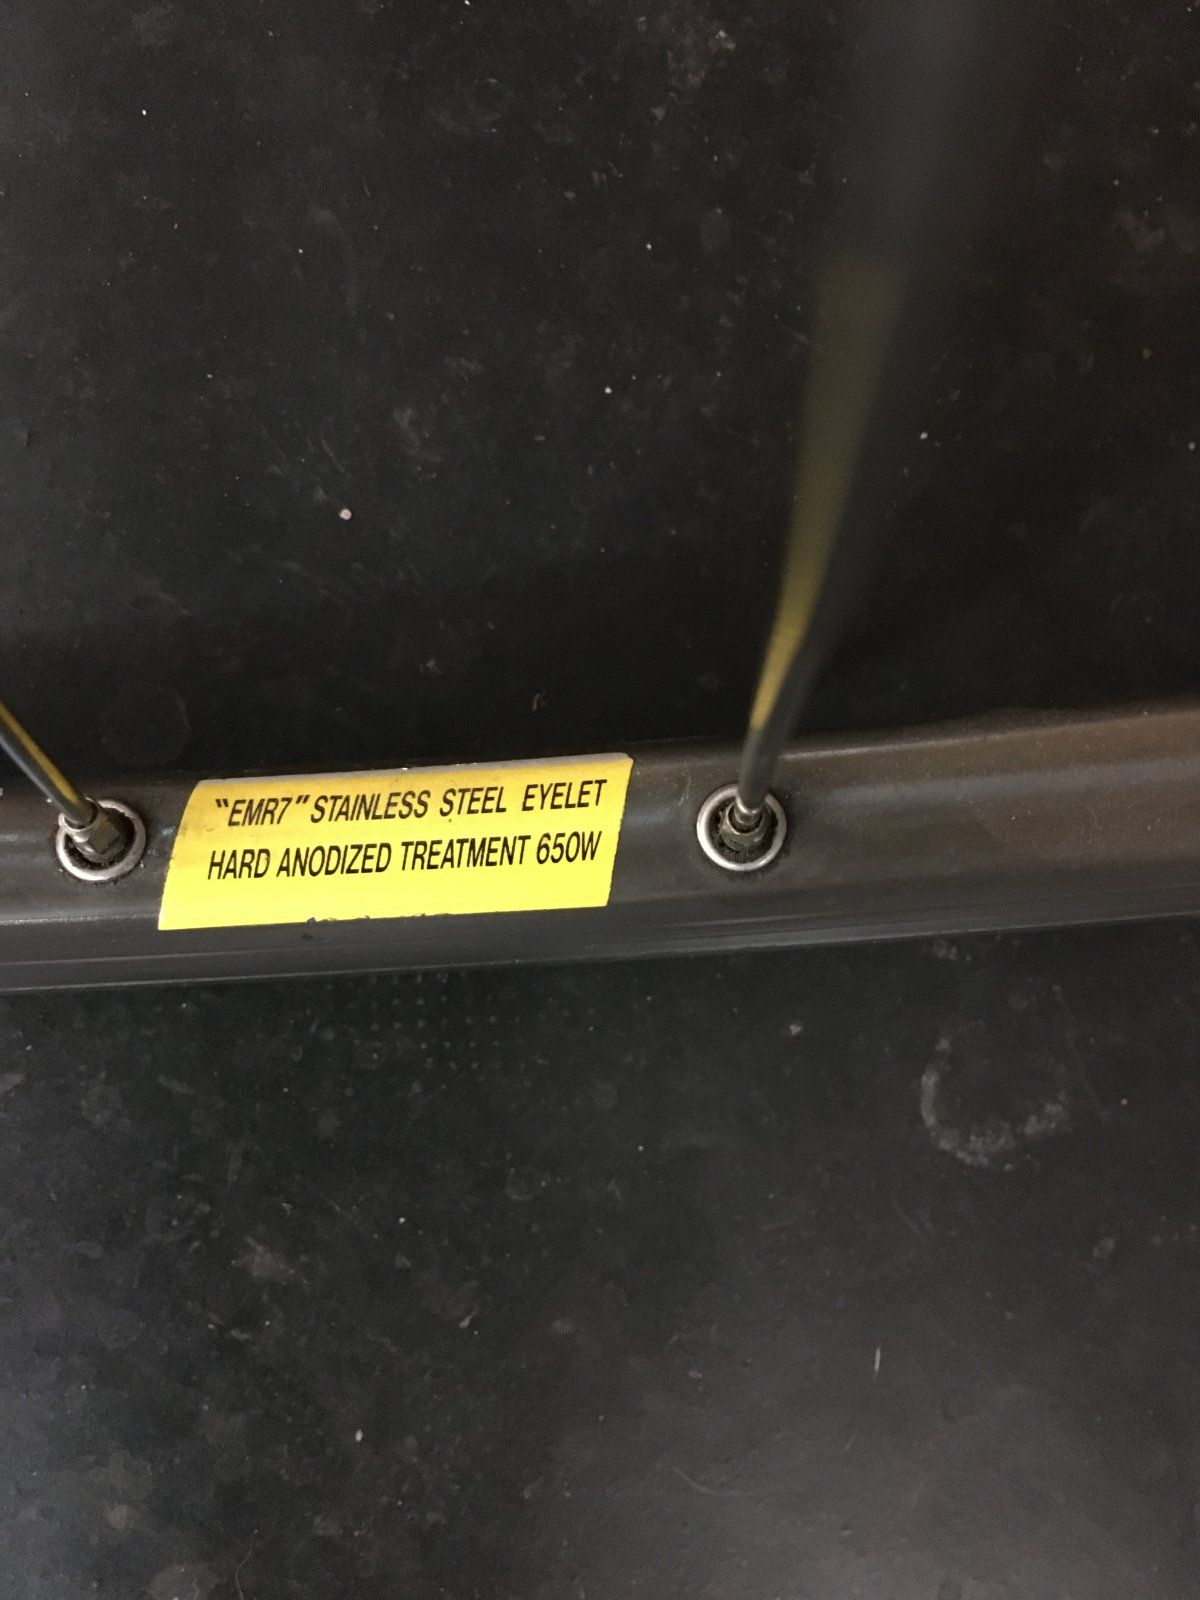 "EMR7" STAINLESS STEEL EYELET
HARD ANODIZED TREATMENT 650W